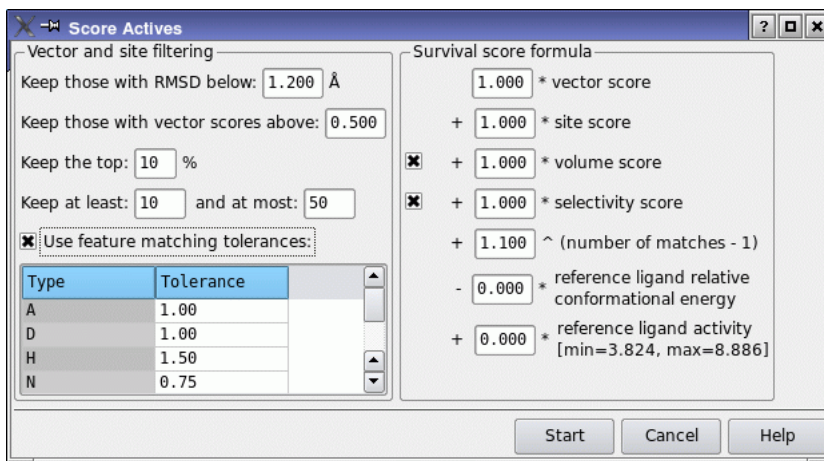 Score Actives
Vector and site filtering
Keep those with RMSD below: 1.200 Å
Keep those with vector scores above: 0.500
Keep the top: 10 %
Keep at least: 10 and at most: 50
Use feature matching tolerances:
Type Tolerance
A 1.00
D 1.00
H 1.50
N 0.75
Survival score formula
1.000 * vector score
+ 1.000 * site score
+ 1.000 * volume score
+ 1.000 * selectivity score
+ 1.100 ^ (number of matches - 1)
- 0.000 * reference ligand relative
conformational energy
+ 0.000 * reference ligand activity
[min=3.824, max=8.886]
Start Cancel Help